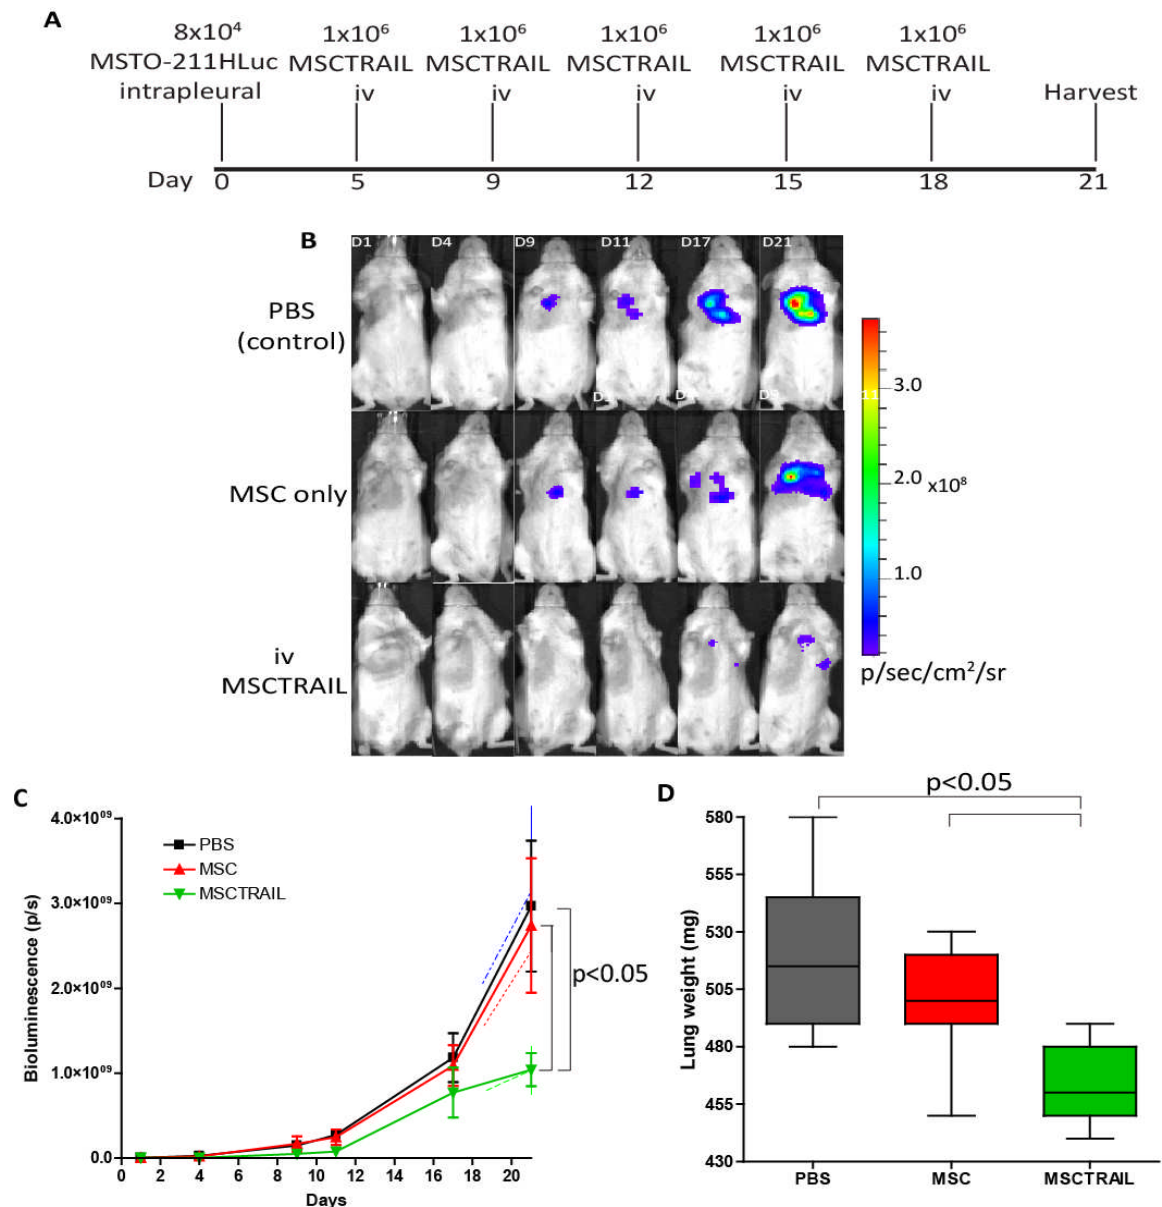 A
8x10⁴
MSTO-211HLuc
intrapleural
1x10⁶
MSCTRAIL
iv
1x10⁶
MSCTRAIL
iv
1x10⁶
MSCTRAIL
iv
1x10⁶
MSCTRAIL
iv
1x10⁶
MSCTRAIL
iv
Harvest
Day 0 5 9 12 15 18 21
B
D1 D4 D9 D11 D17 D21
PBS
(control)
MSC only
iv
MSCTRAIL
3.0
2.0
x10⁸
1.0
p/sec/cm²/sr
C
4.0×10⁰⁹
3.0×10⁰⁹
2.0×10⁰⁹
1.0×10⁰⁹
0.0
Bioluminescence (p/s)
PBS
MSC
MSCTRAIL
p<0.05
0 2 4 6 8 10 12 14 16 18 20
Days
D
p<0.05
580
555
530
505
480
455
430
Lung weight (mg)
PBS MSC MSCTRAIL